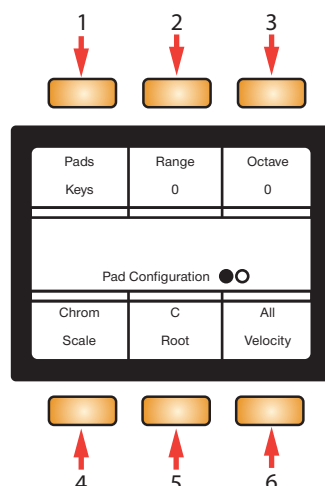 1 2 3
Pads Range Octave
Keys 0 0
Pad Configuration
Chrom C All
Scale Root Velocity
4 5 6